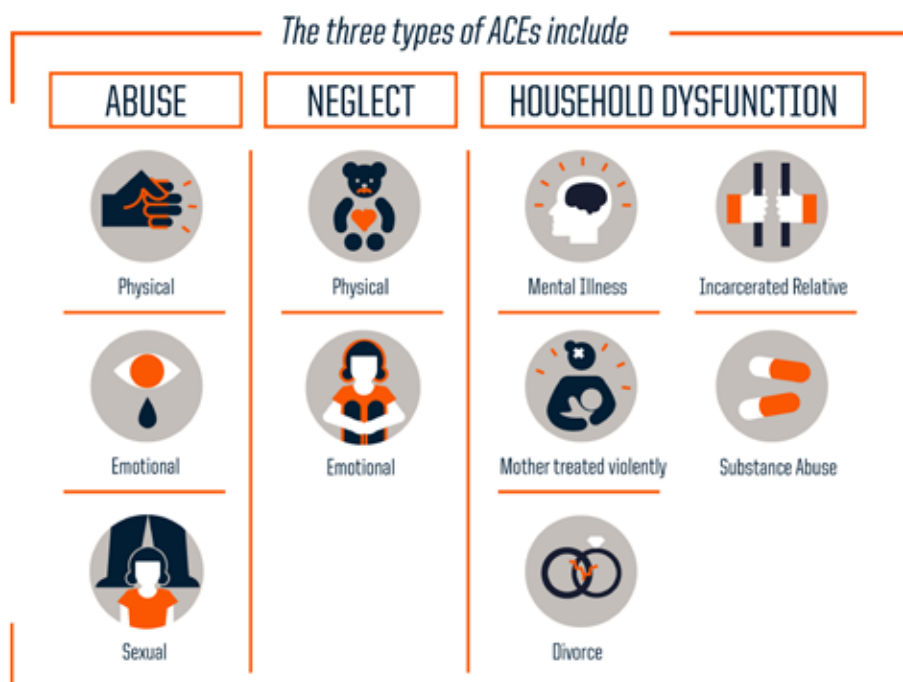 The three types of ACEs include
ABUSE
NEGLECT
HOUSEHOLD DYSFUNCTION
Physical
Physical
Mental Illness
Incarcerated Relative
Emotional
Emotional
Mother treated violently
Substance Abuse
Sexual
Divorce